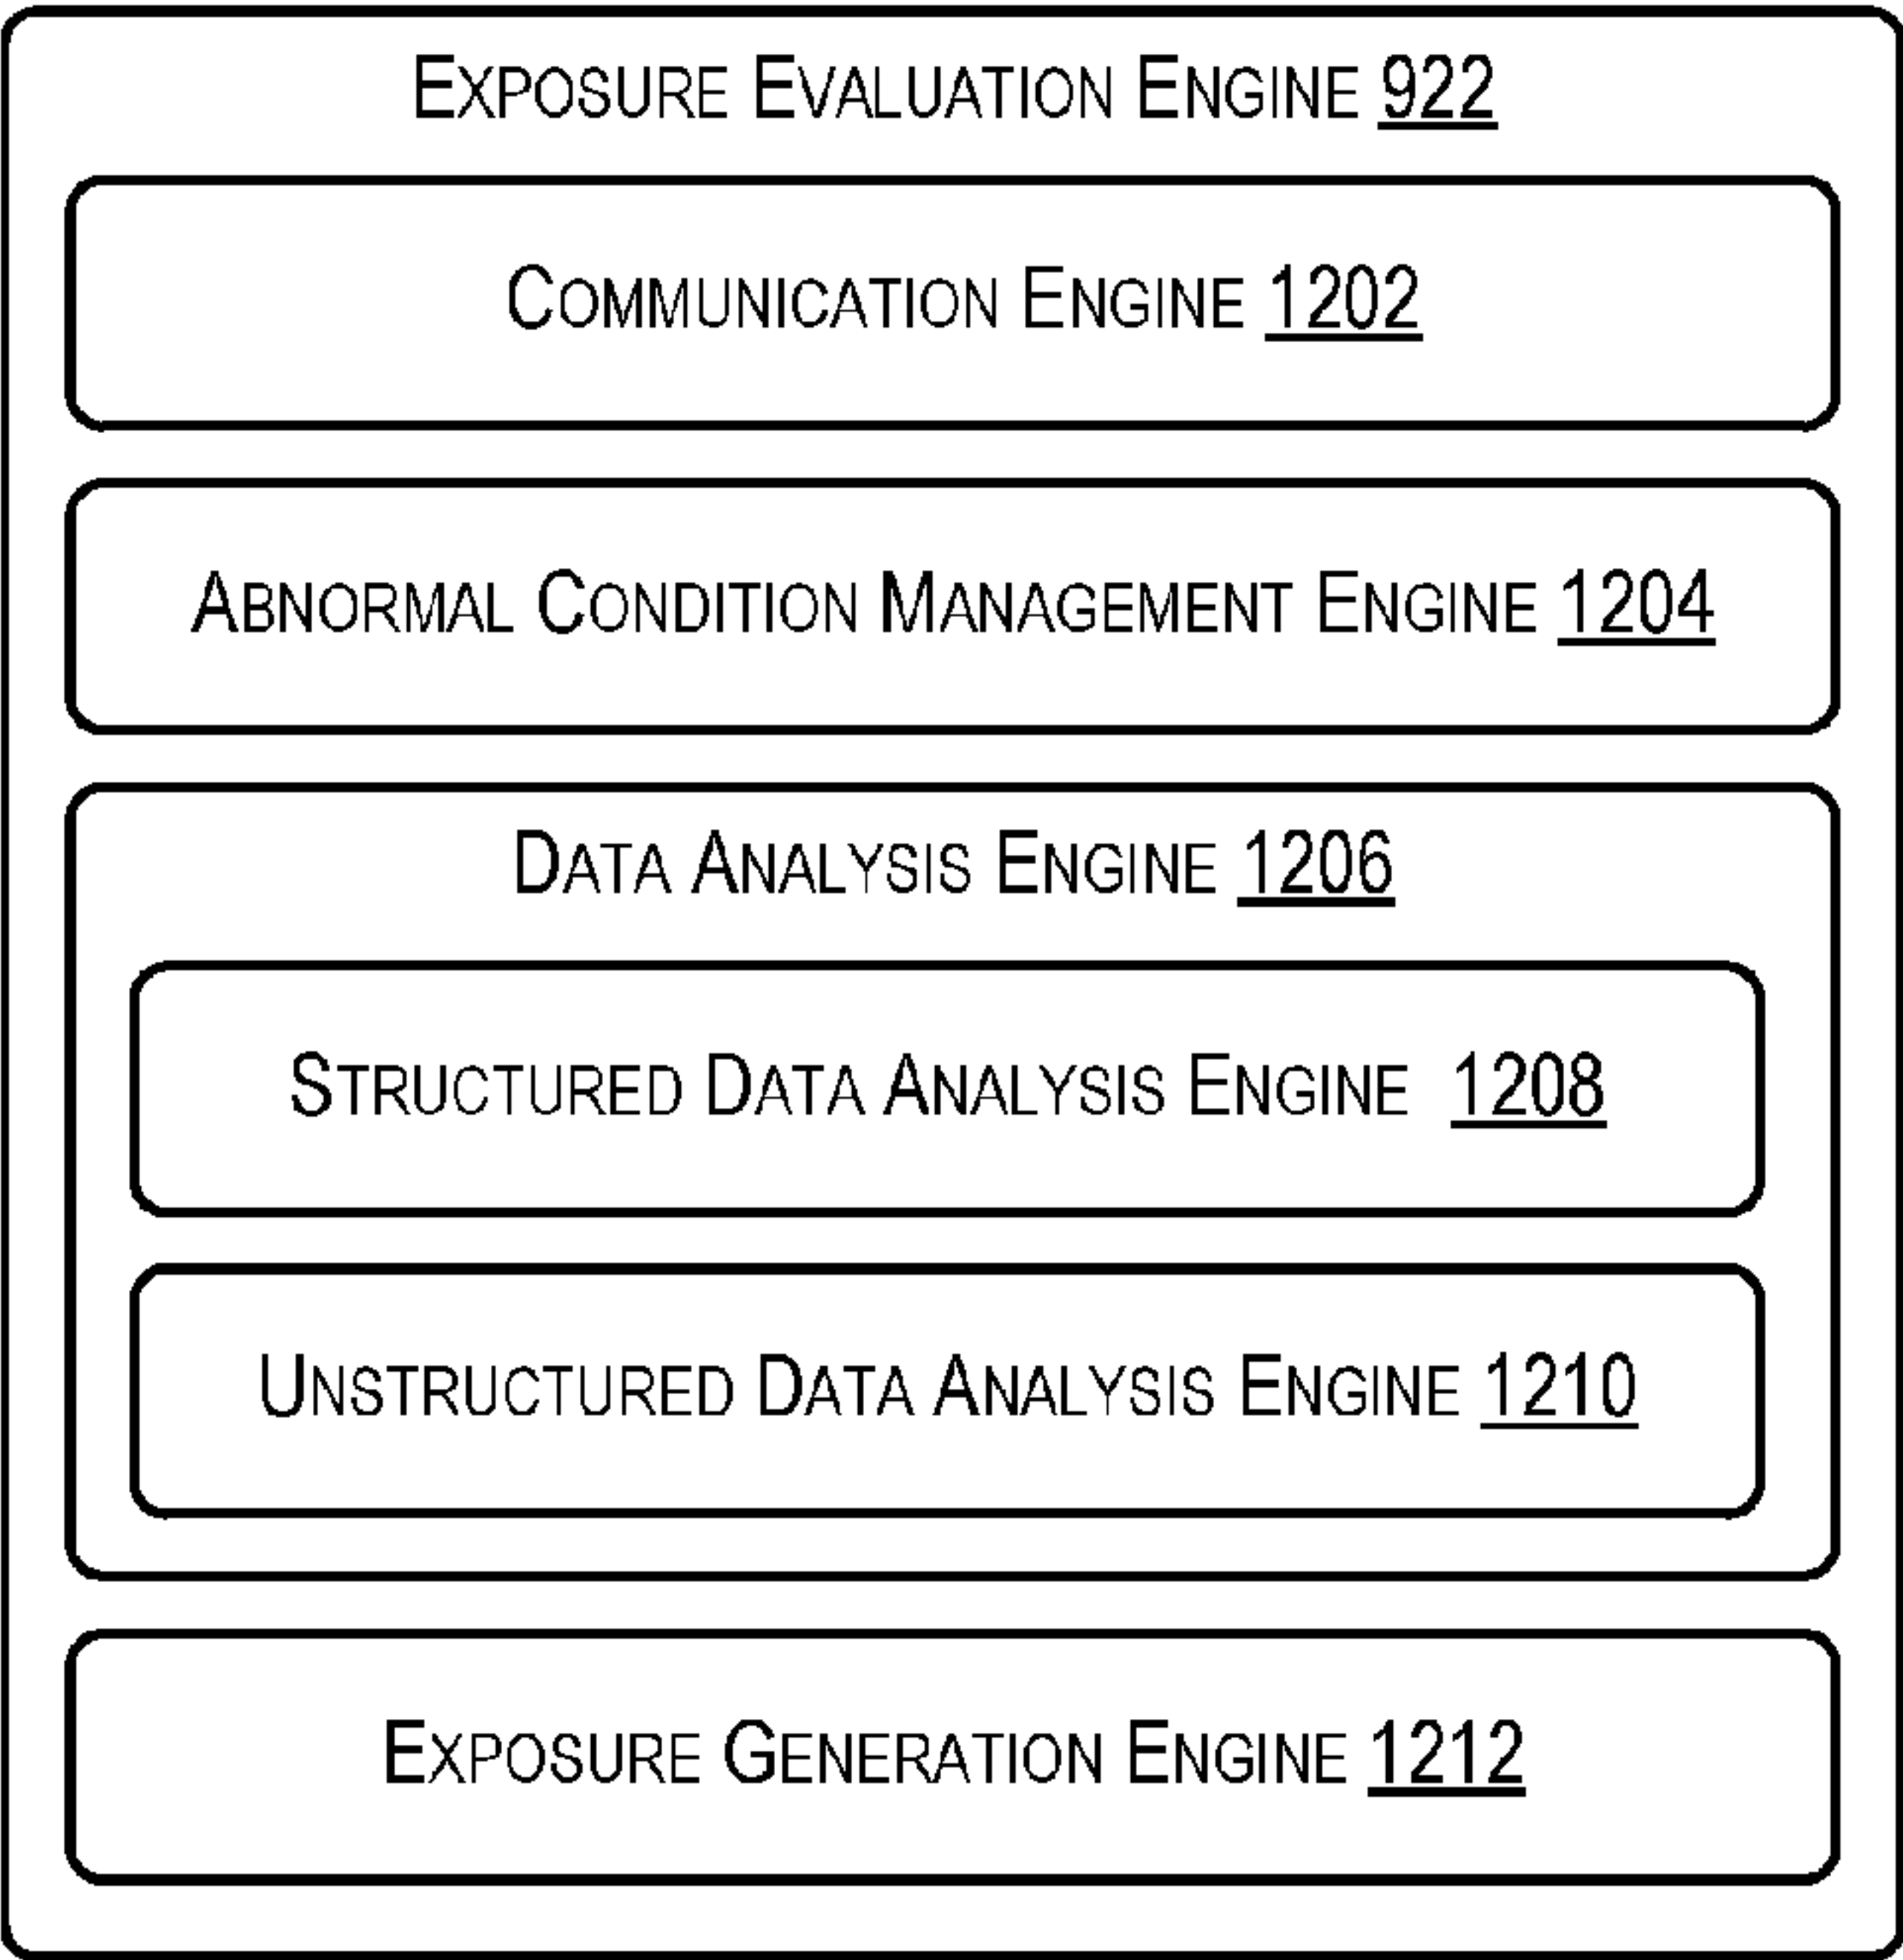 Exposure Evaluation Engine 922
Communication Engine 1202
Abnormal Condition Management Engine 1204
Data Analysis Engine 1206
Structured Data Analysis Engine 1208
Unstructured Data Analysis Engine 1210
Exposure Generation Engine 1212